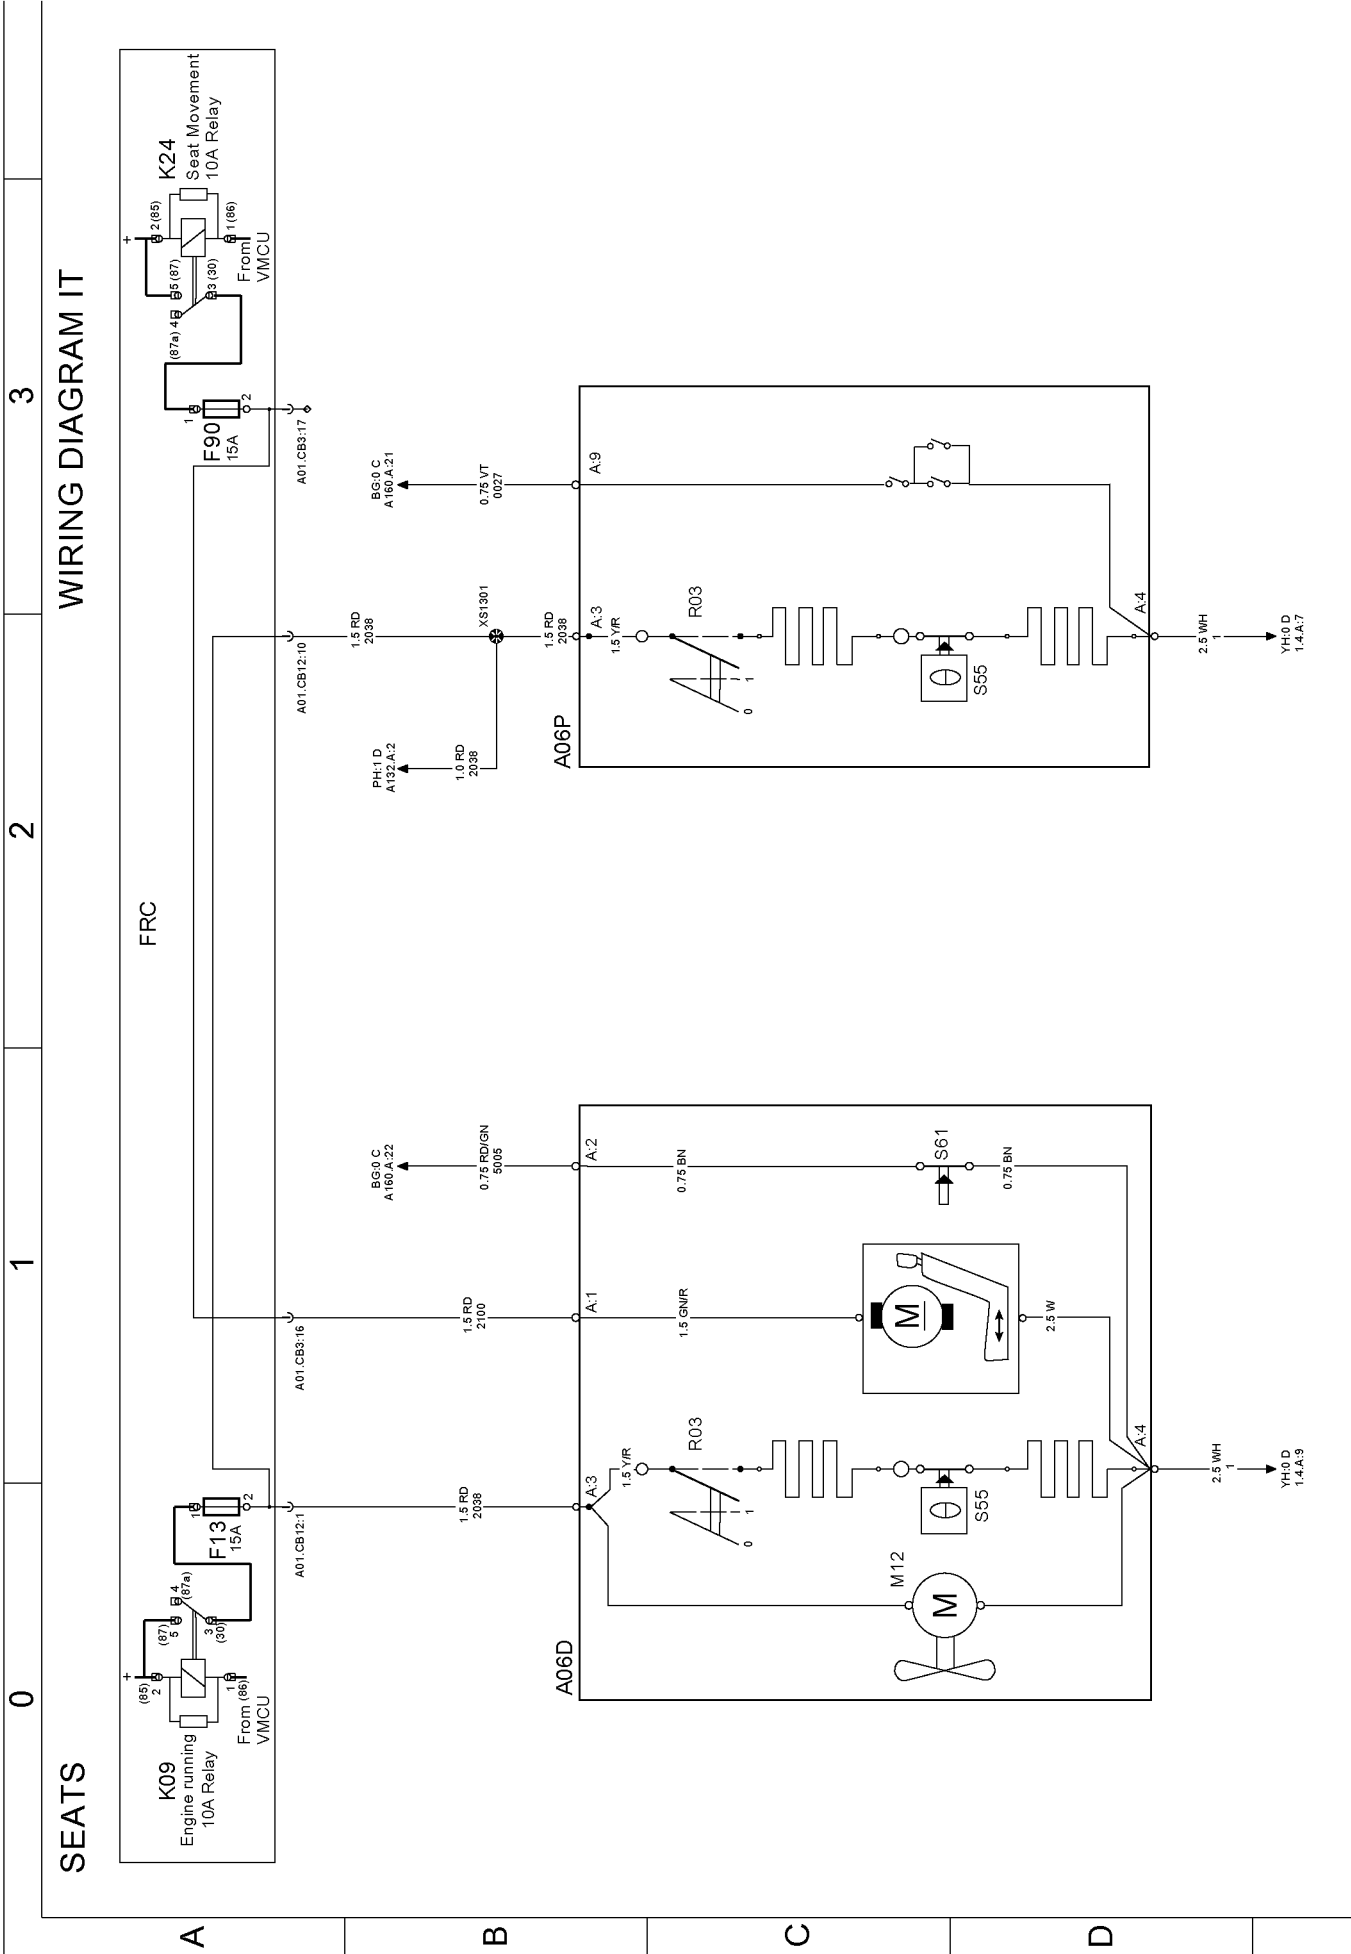 0
1
2
3
SEATS
WIRING DIAGRAM IT
A
B
C
D
FRC
K09
Engine running
10A Relay
+
(85)
2
From (86)
VMCU
1
(87)
5
4
(87a)
3
(30)
1
F13
15A
2
A01.CB12:1
A01.CB3:16
A01.CB12:10
(87a) 4
5 (87)
3 (30)
+
2 (85)
1 (86)
From
VMCU
K24
Seat Movement
10A Relay
1
F90
15A
2
A01.CB3:17
1.5 RD
2038
1.5 RD
2100
BG:0 C
A160.A:22
0.75 RD/GN
5005
PH:1 D
A132.A:2
1.0 RD
2038
1.5 RD
2038
XS1301
1.5 RD
2038
BG:0 C
A160.A:21
0.75 VT
0027
A06D
A:3
1.5 Y/R
A:1
A:2
R03
0
1
1.5 GN/R
0.75 BN
M12
M
S55
M
S61
2.5 W
0.75 BN
A:4
2.5 WH
1
YH:0 D
1.4.A:9
A06P
A:3
1.5 Y/R
A:9
R03
0
1
S55
A:4
2.5 WH
1
YH:0 D
1.4.A:7